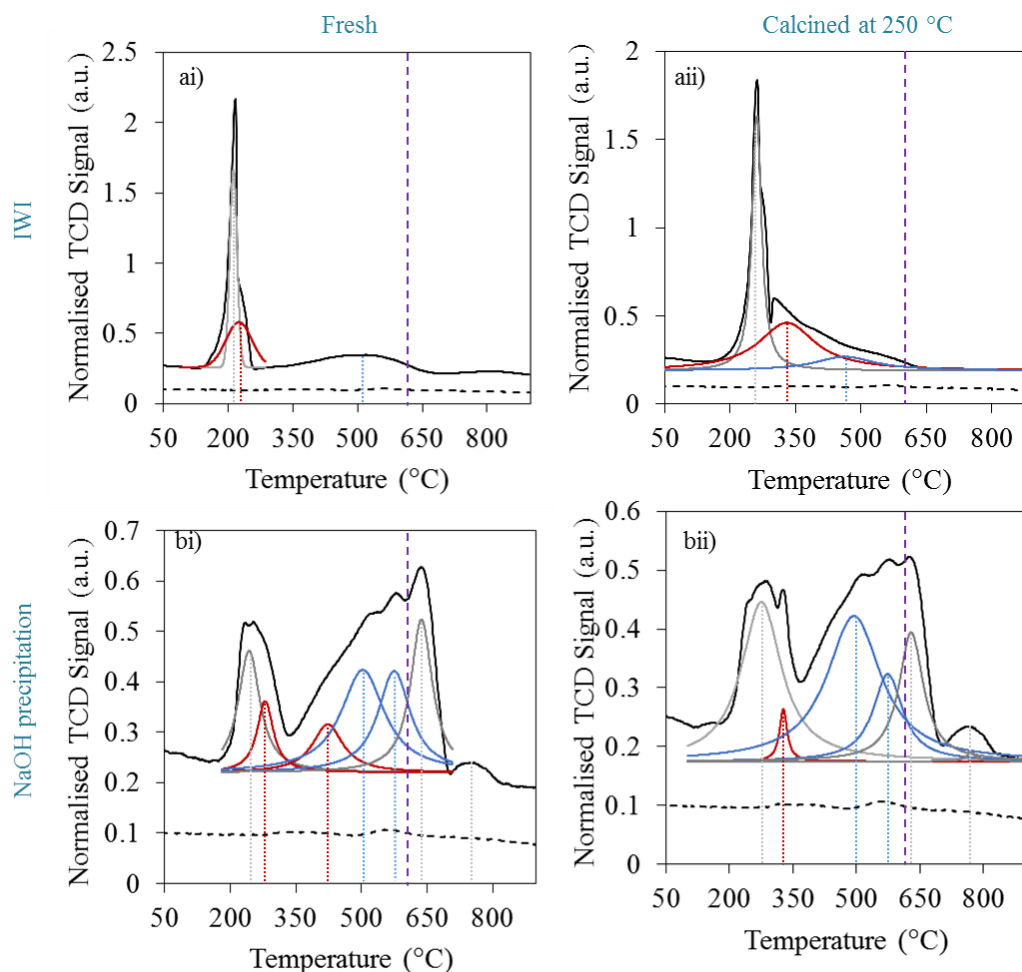 Fresh
Calcined at 250 °C
IWI
Normalised TCD Signal (a.u.)
ai)
2.5
2
1.5
1
0.5
0
50 200 350 500 650 800
Temperature (°C)
Normalised TCD Signal (a.u.)
aii)
2
1.5
1
0.5
0
50 200 350 500 650 800
Temperature (°C)
NaOH precipitation
Normalised TCD Signal (a.u.)
bi)
0.7
0.6
0.5
0.4
0.3
0.2
0.1
0
50 200 350 500 650 800
Temperature (°C)
Normalised TCD Signal (a.u.)
bii)
0.6
0.5
0.4
0.3
0.2
0.1
0
50 200 350 500 650 800
Temperature (°C)